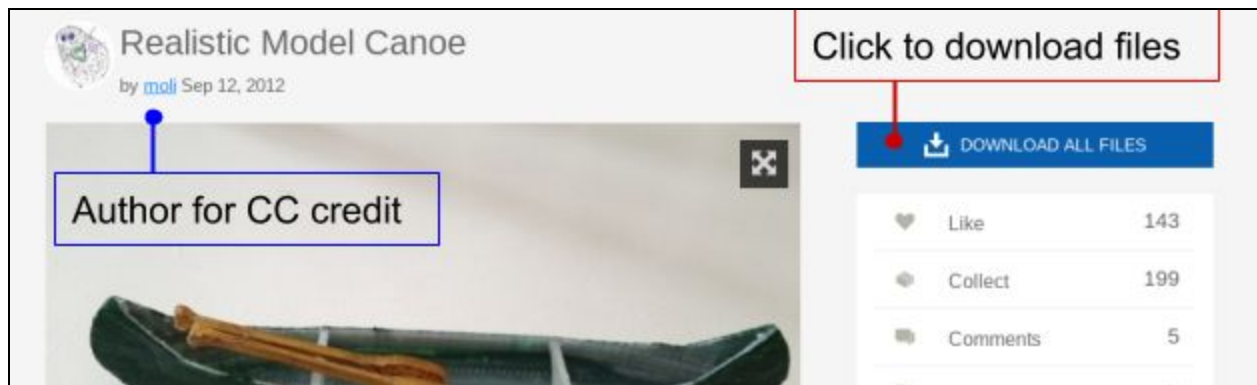 Realistic Model Canoe
by moli Sep 12, 2012
Click to download files
DOWNLOAD ALL FILES
Author for CC credit
Like 143
Collect 199
Comments 5